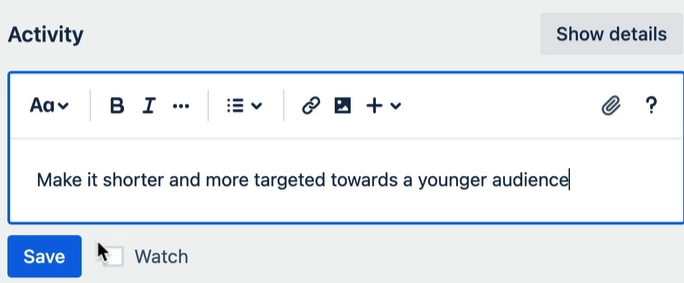 Activity
Show details
Aa B I ... ?
Make it shorter and more targeted towards a younger audience
Save Watch